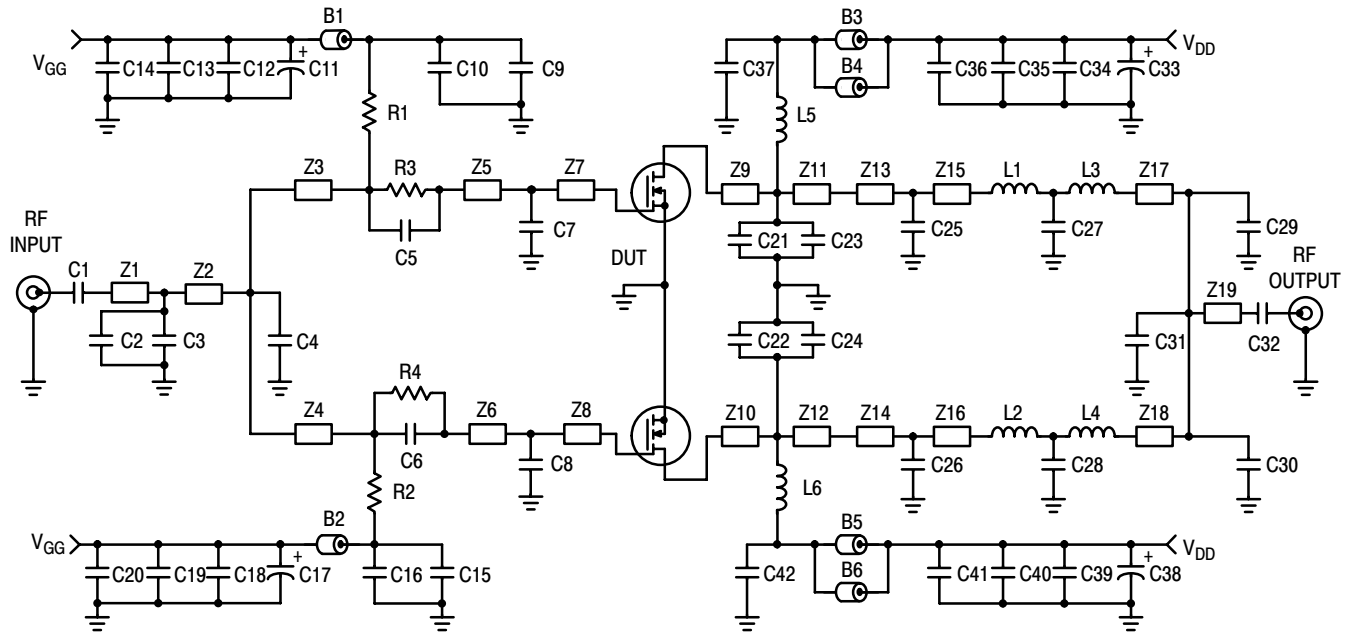 B1
B3
V_GG
C14 C13 C12 + C11 C10 C9
C37
B4
C36 C35 C34 + C33
V_DD
R1
L5
Z3 R3 Z5 Z7
Z9 Z11 Z13 Z15 L1 L3 Z17
C5 C7
C21 C23 C25 C27 C29
RF
INPUT
C1 Z1 Z2
DUT
RF
OUTPUT
Z19
C2 C3 C4
C22 C24
C31 C32
Z4 R4 Z6 Z8
Z10 Z12 Z14 Z16 L2 L4 Z18
C6 C8
C26 C28 C30
R2
L6
B2
B5
V_GG
C20 C19 C18 + C17 C16 C15
C42
B6
C41 C40 C39 + C38
V_DD